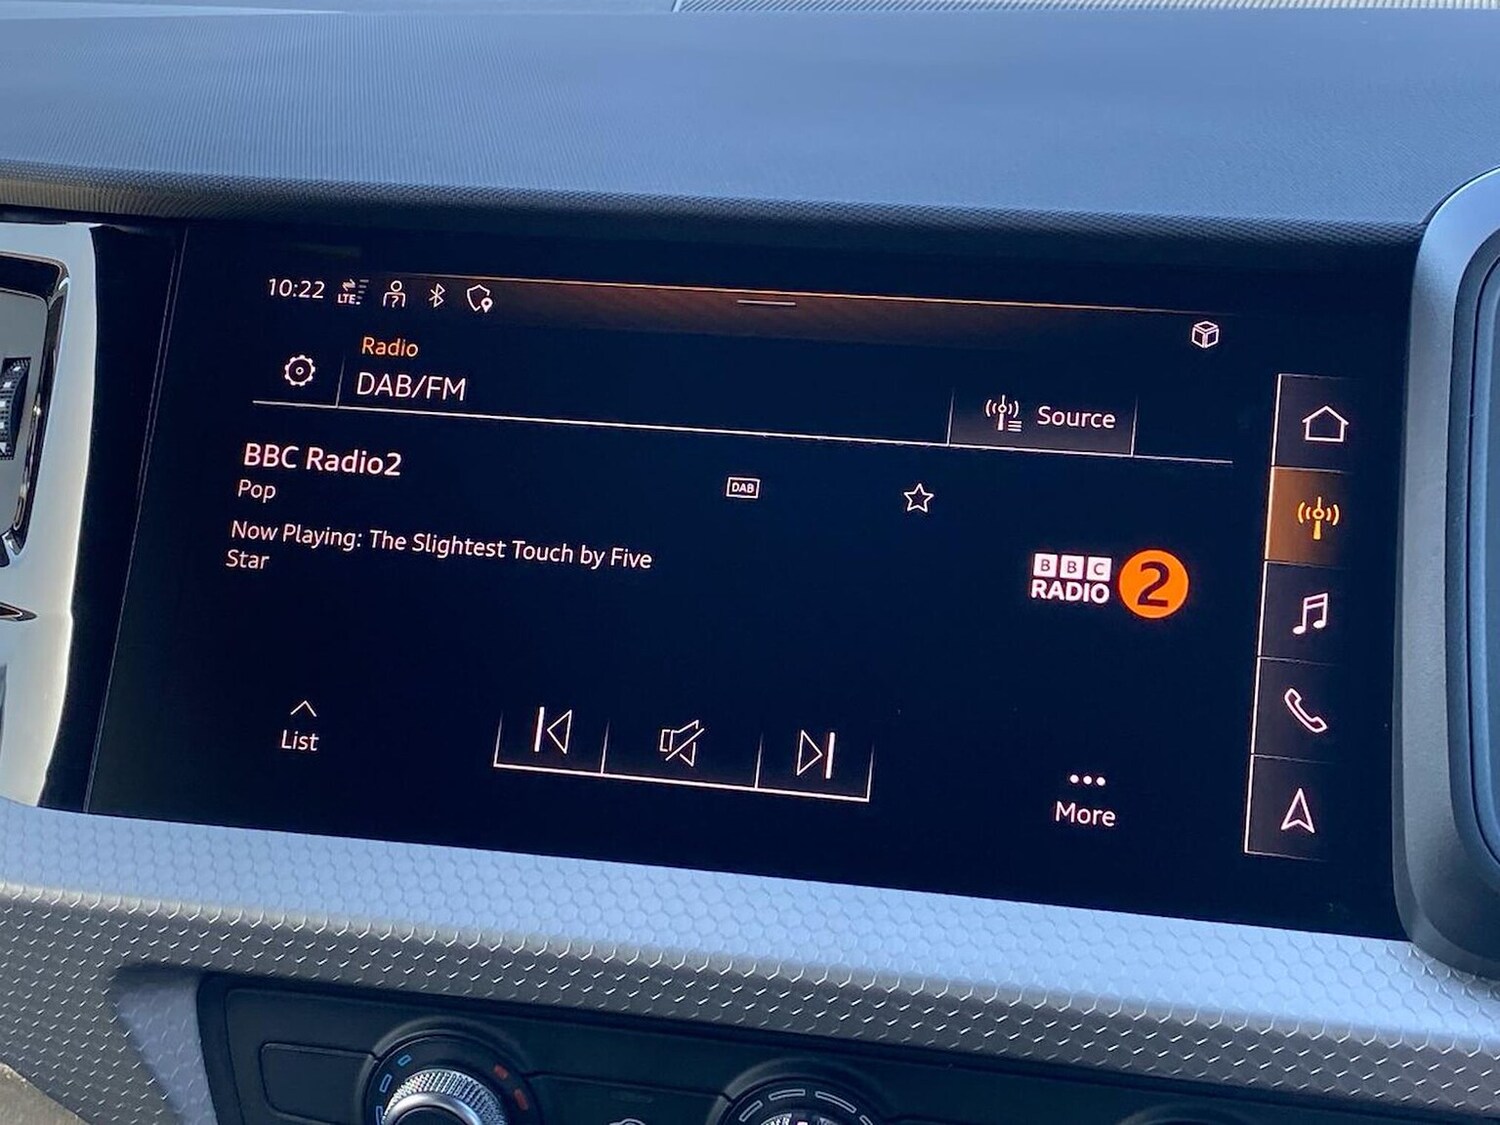 10:22 LTE
Radio
DAB/FM
Source
BBC Radio2
Pop
DAB
Now Playing: The Slightest Touch by Five
Star
BBC
RADIO 2
List
More